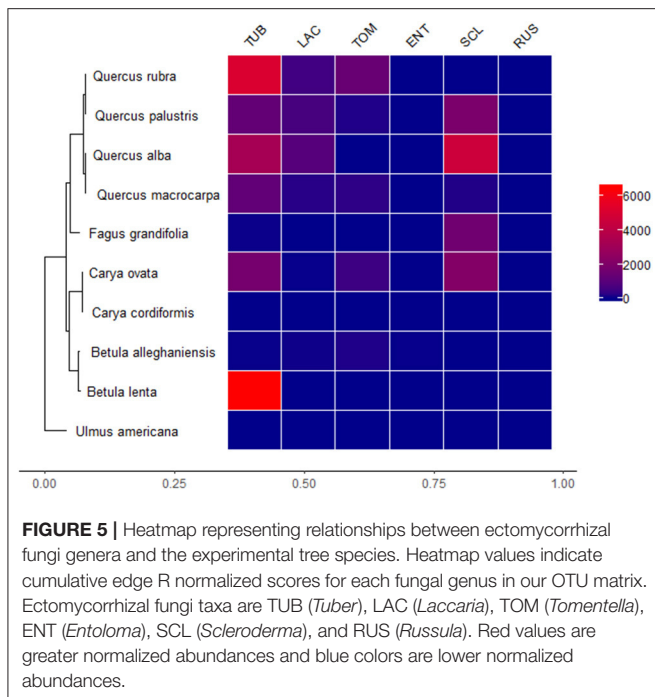 TUB LAC TOM ENT SCL RUS
Quercus rubra
Quercus palustris
Quercus alba
Quercus macrocarpa
Fagus grandifolia
Carya ovata
Carya cordiformis
Betula alleghaniensis
Betula lenta
Ulmus americana
6000
4000
2000
0
0.00 0.25 0.50 0.75 1.00
FIGURE 5 | Heatmap representing relationships between ectomycorrhizal
fungi genera and the experimental tree species. Heatmap values indicate
cumulative edge R normalized scores for each fungal genus in our OTU matrix.
Ectomycorrhizal fungi taxa are TUB (Tuber), LAC (Laccaria), TOM (Tomentella),
ENT (Entoloma), SCL (Scleroderma), and RUS (Russula). Red values are
greater normalized abundances and blue colors are lower normalized
abundances.